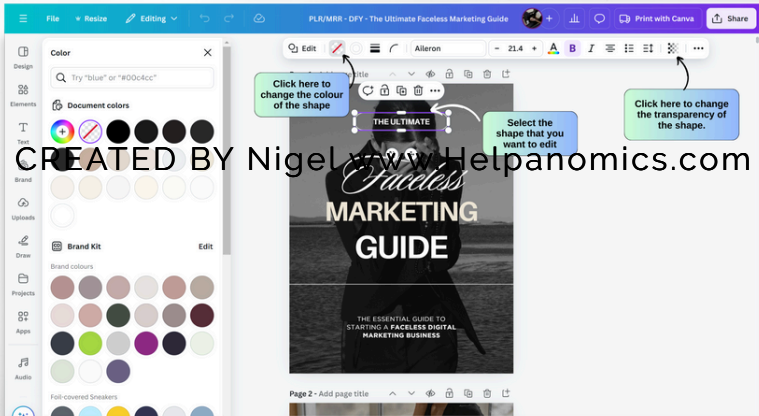 File
Resize
Editing
PLR/MRR - DFY - The Ultimate Faceless Marketing Guide
Print with Canva
Share
Design
Elements
Text
Brand
Uploads
Draw
Projects
Apps
Audio
Color
Try "blue" or "#00c4cc"
Document colors
Brand Kit
Edit
Brand colours
Foil-covered Sneakers
Edit
Aileron
- 21.4 +
A
B
I
page title
Click here to
change the colour
of the shape
Select the
shape that you
want to edit
Click here to change
the transparency of
the shape.
CREATED BY Nigel www.Helpanomics.com
THE ULTIMATE
Faceless
MARKETING
GUIDE
THE ESSENTIAL GUIDE TO
STARTING A FACELESS DIGITAL
MARKETING BUSINESS
Page 2 - Add page title